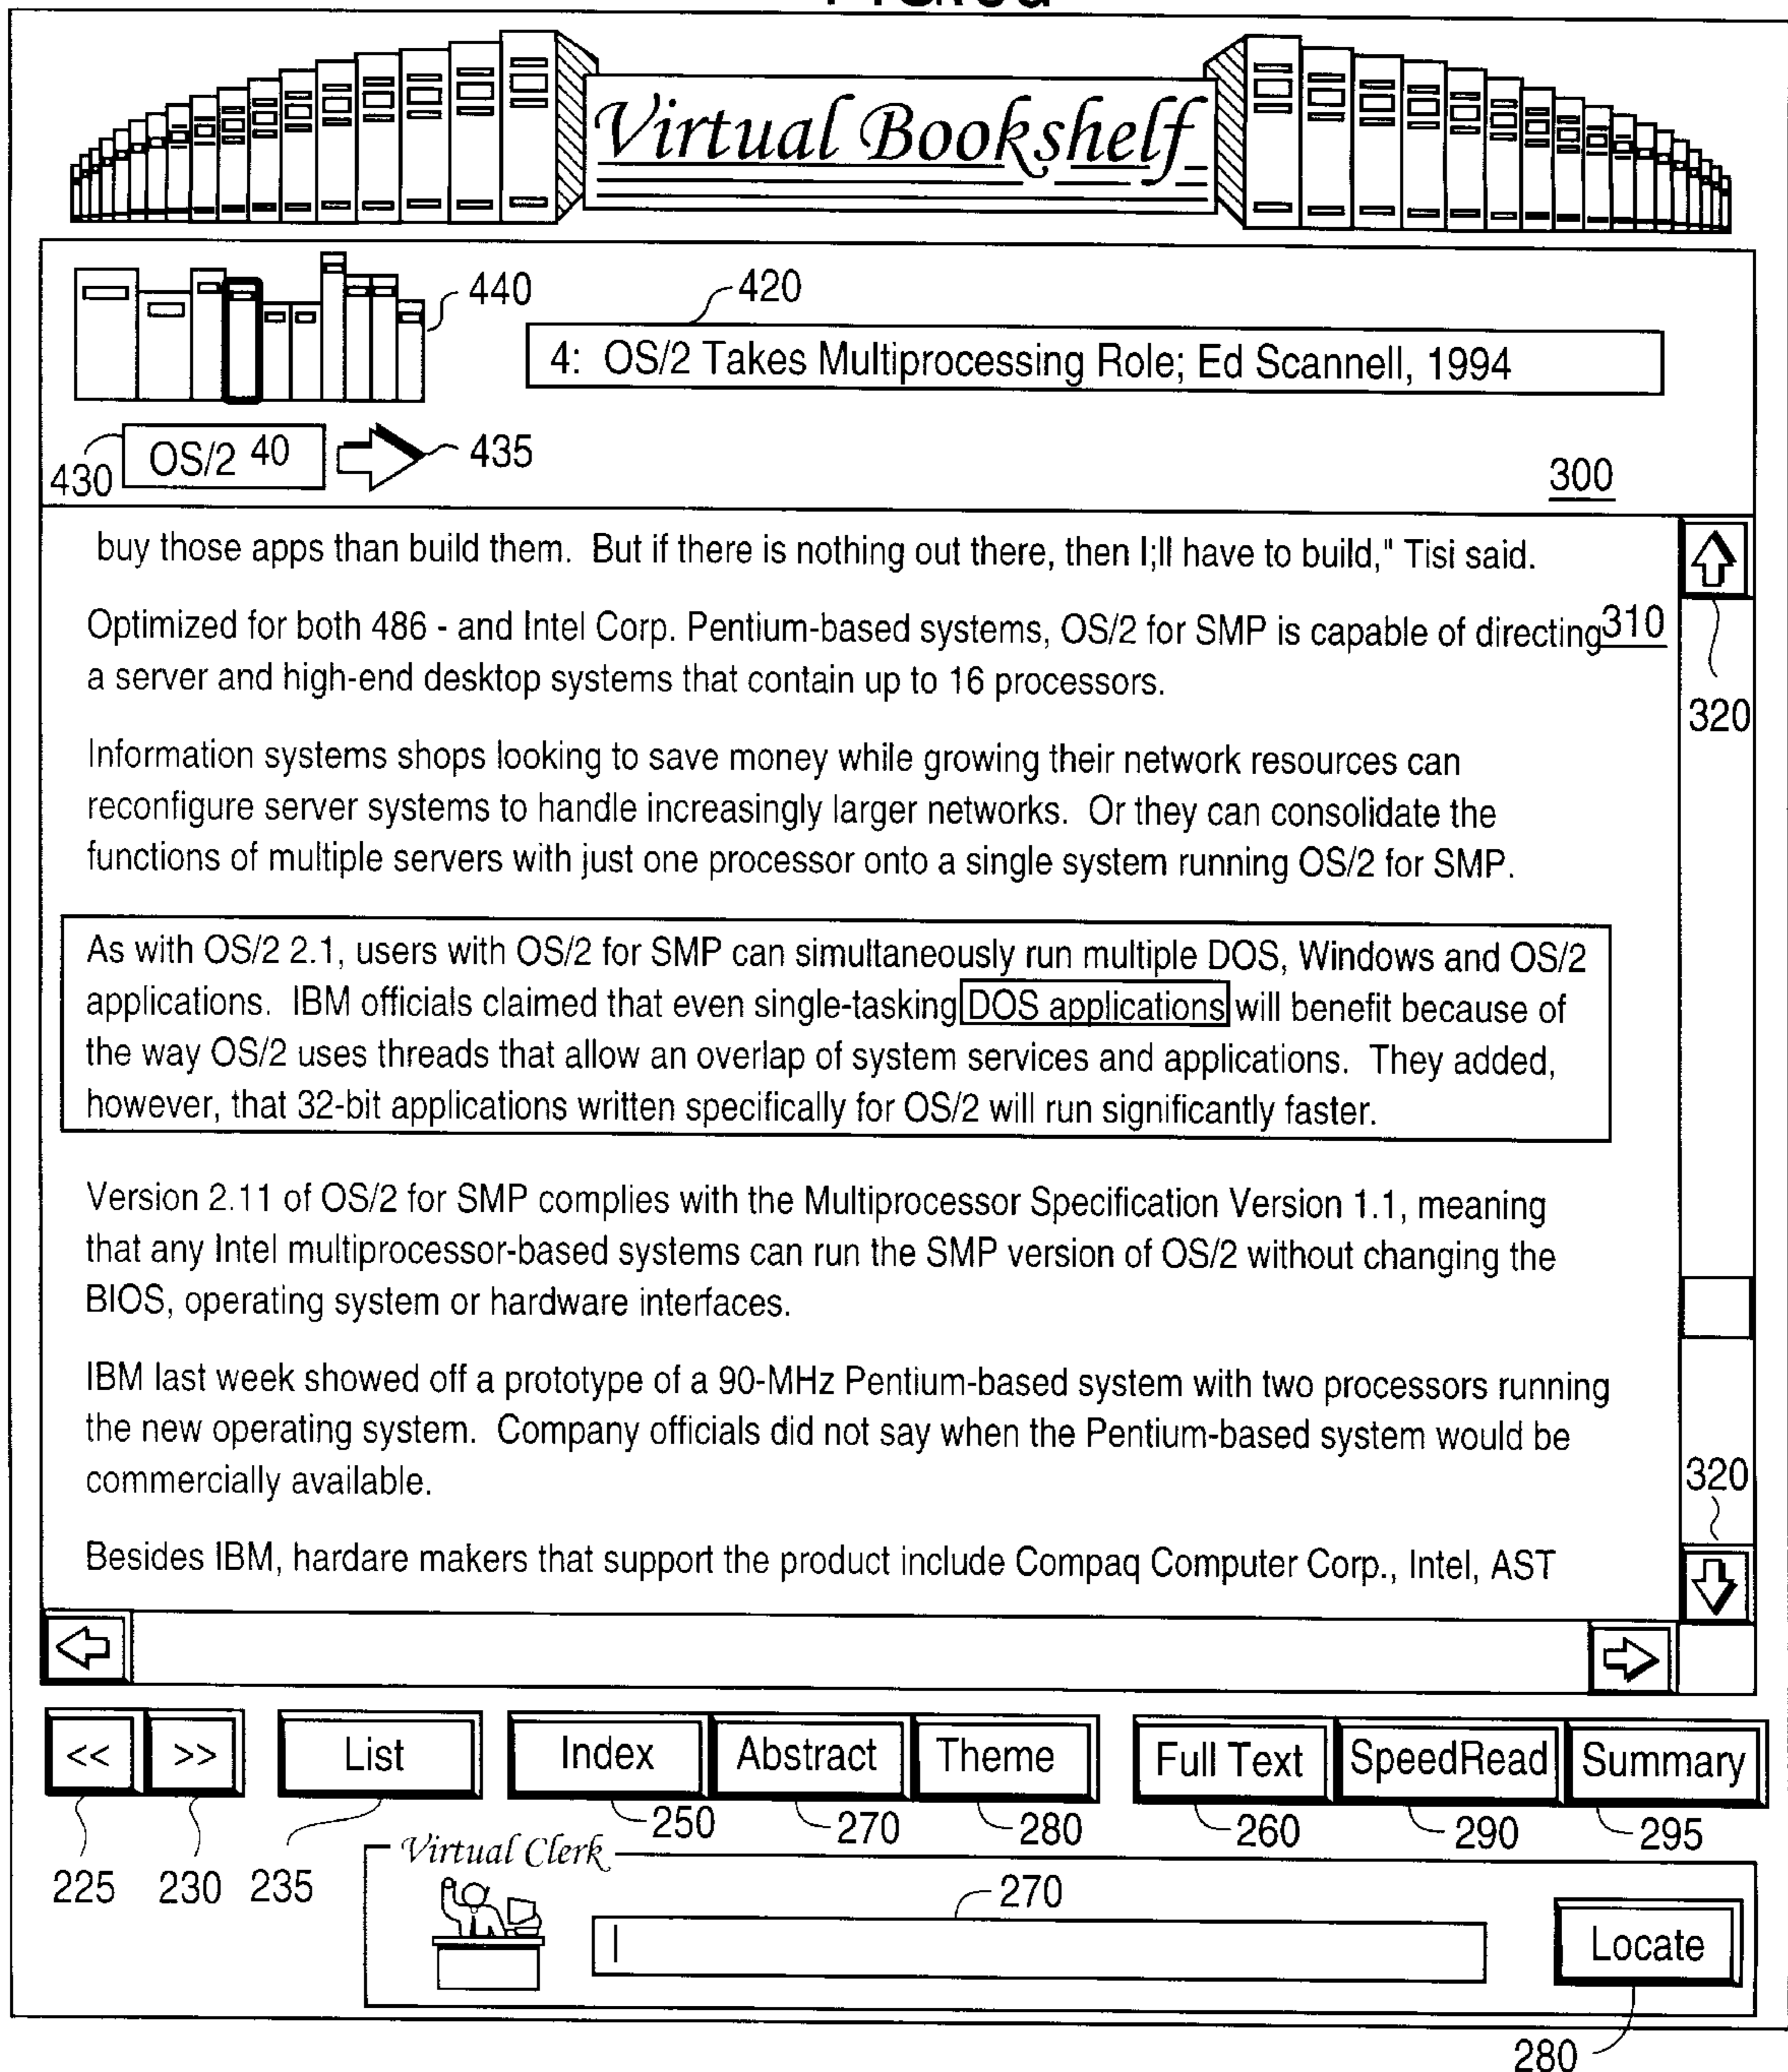 Virtual Bookshelf
440
420
4: OS/2 Takes Multiprocessing Role; Ed Scannell, 1994
430
OS/2 40
435
300
buy those apps than build them. But if there is nothing out there, then I;ll have to build," Tisi said.
Optimized for both 486 - and Intel Corp. Pentium-based systems, OS/2 for SMP is capable of directing 310
a server and high-end desktop systems that contain up to 16 processors.
320
Information systems shops looking to save money while growing their network resources can
reconfigure server systems to handle increasingly larger networks. Or they can consolidate the
functions of multiple servers with just one processor onto a single system running OS/2 for SMP.
As with OS/2 2.1, users with OS/2 for SMP can simultaneously run multiple DOS, Windows and OS/2
applications. IBM officials claimed that even single-tasking DOS applications will benefit because of
the way OS/2 uses threads that allow an overlap of system services and applications. They added,
however, that 32-bit applications written specifically for OS/2 will run significantly faster.
Version 2.11 of OS/2 for SMP complies with the Multiprocessor Specification Version 1.1, meaning
that any Intel multiprocessor-based systems can run the SMP version of OS/2 without changing the
BIOS, operating system or hardware interfaces.
IBM last week showed off a prototype of a 90-MHz Pentium-based system with two processors running
the new operating system. Company officials did not say when the Pentium-based system would be
commercially available.
320
Besides IBM, hardare makers that support the product include Compaq Computer Corp., Intel, AST
<< >> List Index Abstract Theme Full Text SpeedRead Summary
250 270 280 260 290 295
225 230 235
Virtual Clerk
270
Locate
280